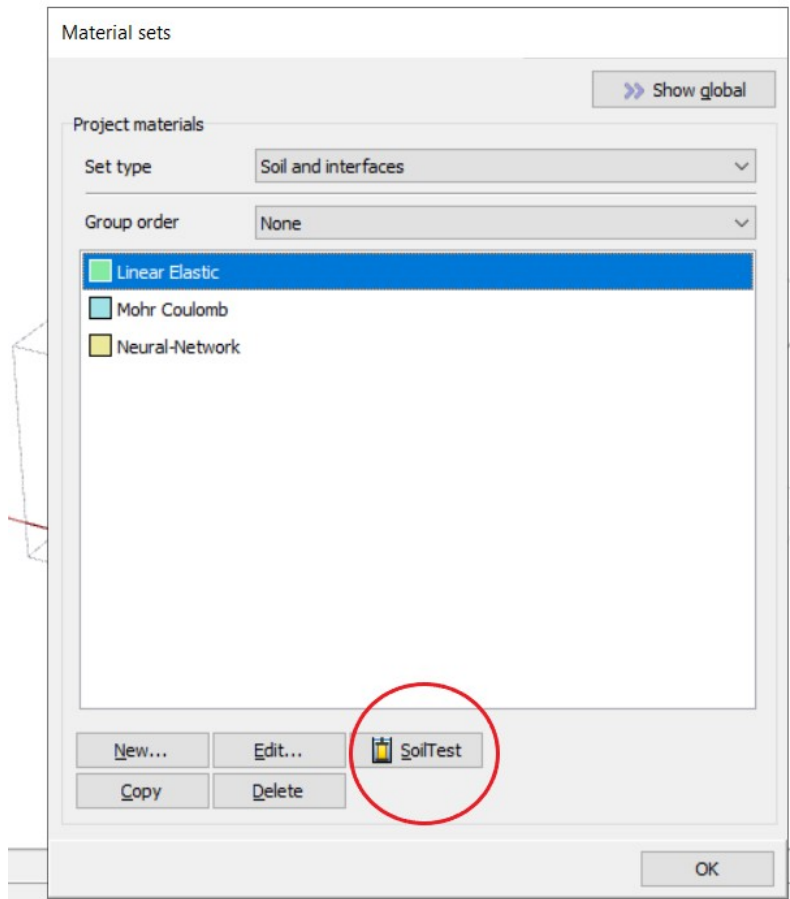 Material sets
Show global
Project materials
Set type Soil and interfaces
Group order None
Linear Elastic
Mohr Coulomb
Neural-Network
New... Edit... SoilTest
Copy Delete
OK